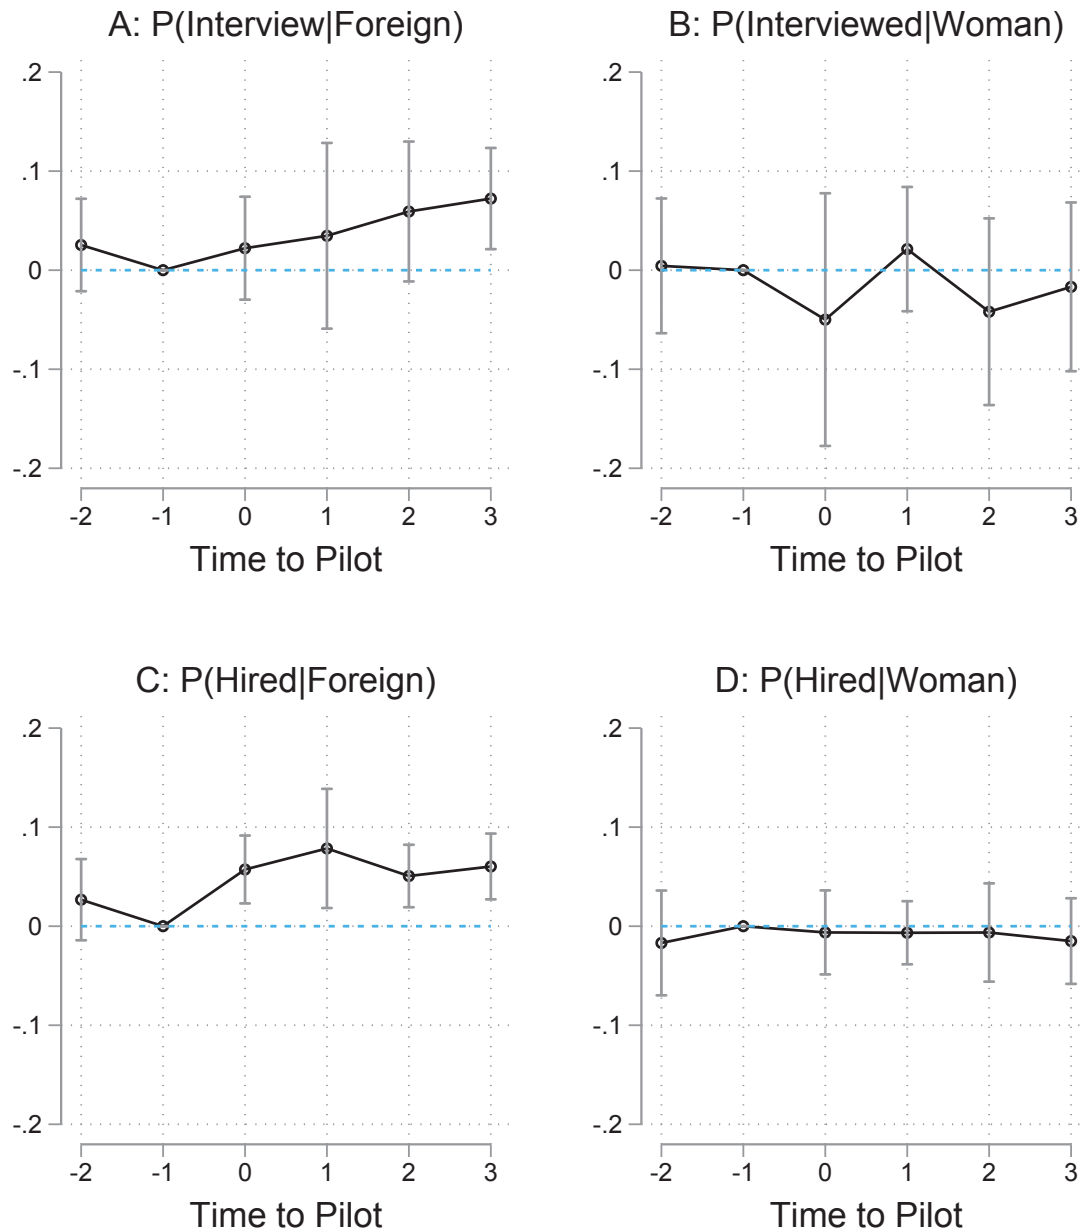 A: P(Interview|Foreign)
.2
.1
0
-.1
-.2
-2 -1 0 1 2 3
Time to Pilot
B: P(Interviewed|Woman)
.2
.1
0
-.1
-.2
-2 -1 0 1 2 3
Time to Pilot
C: P(Hired|Foreign)
.2
.1
0
-.1
-.2
-2 -1 0 1 2 3
Time to Pilot
D: P(Hired|Woman)
.2
.1
0
-.1
-.2
-2 -1 0 1 2 3
Time to Pilot